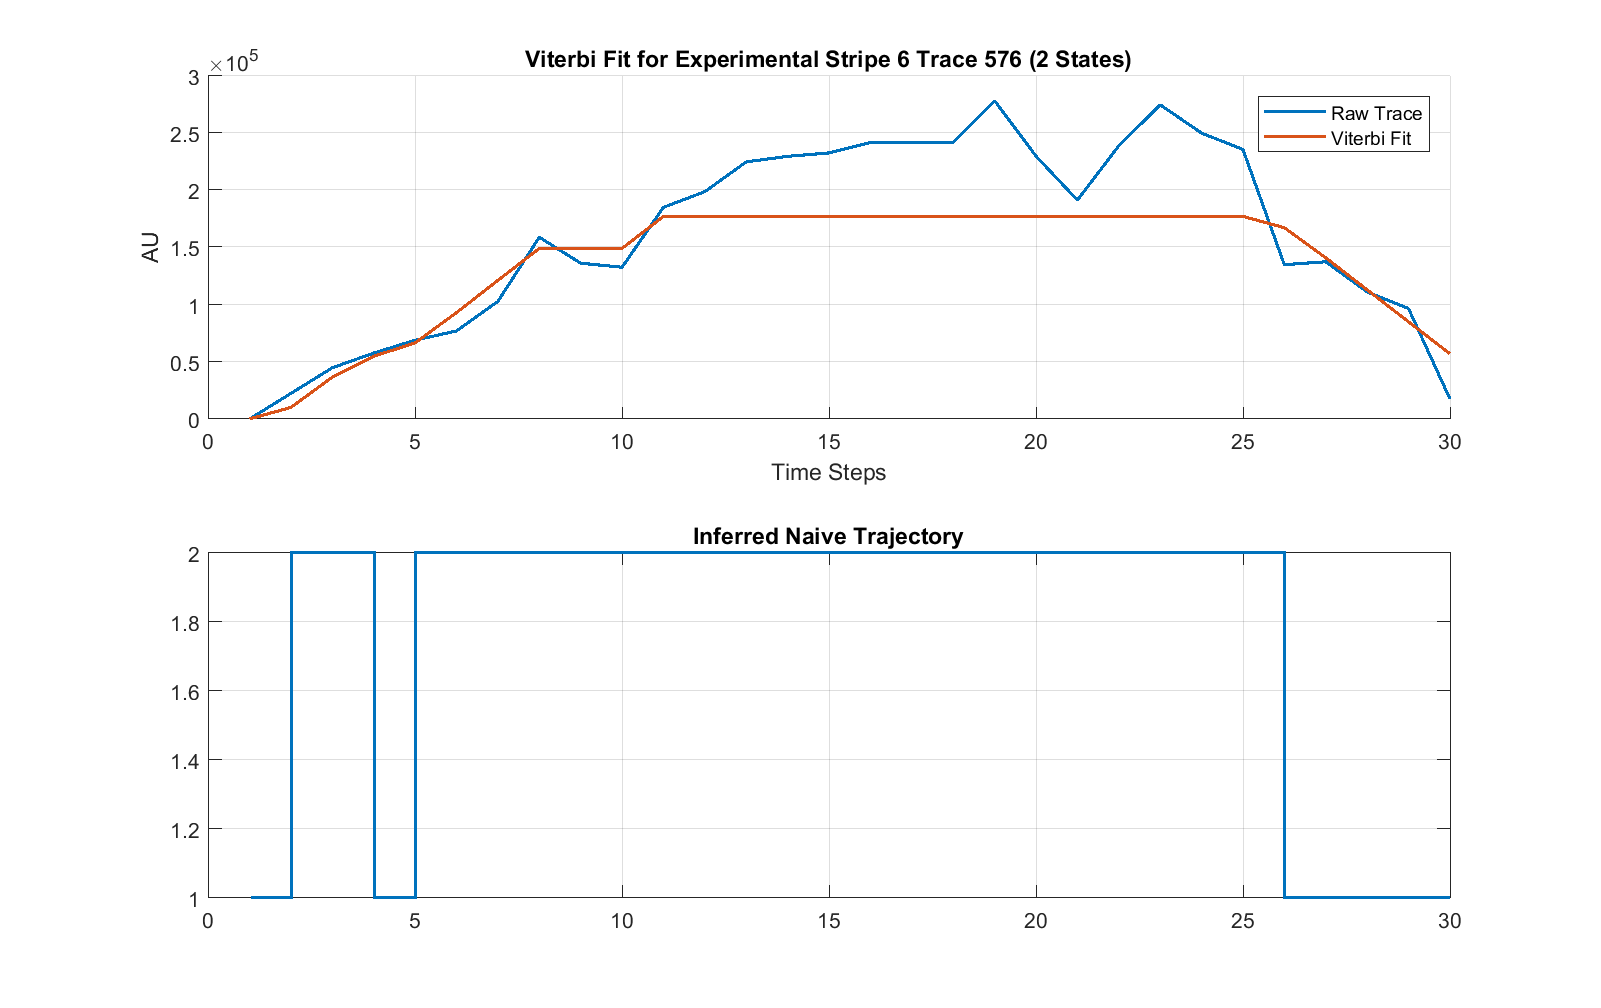 Viterbi Fit for Experimental Stripe 6 Trace 576 (2 States)
×10^5
3
2.5
2
1.5
1
0.5
0
AU
Raw Trace
Viterbi Fit
0 5 10 15 20 25 30
Time Steps
Inferred Naive Trajectory
2
1.8
1.6
1.4
1.2
1
0 5 10 15 20 25 30